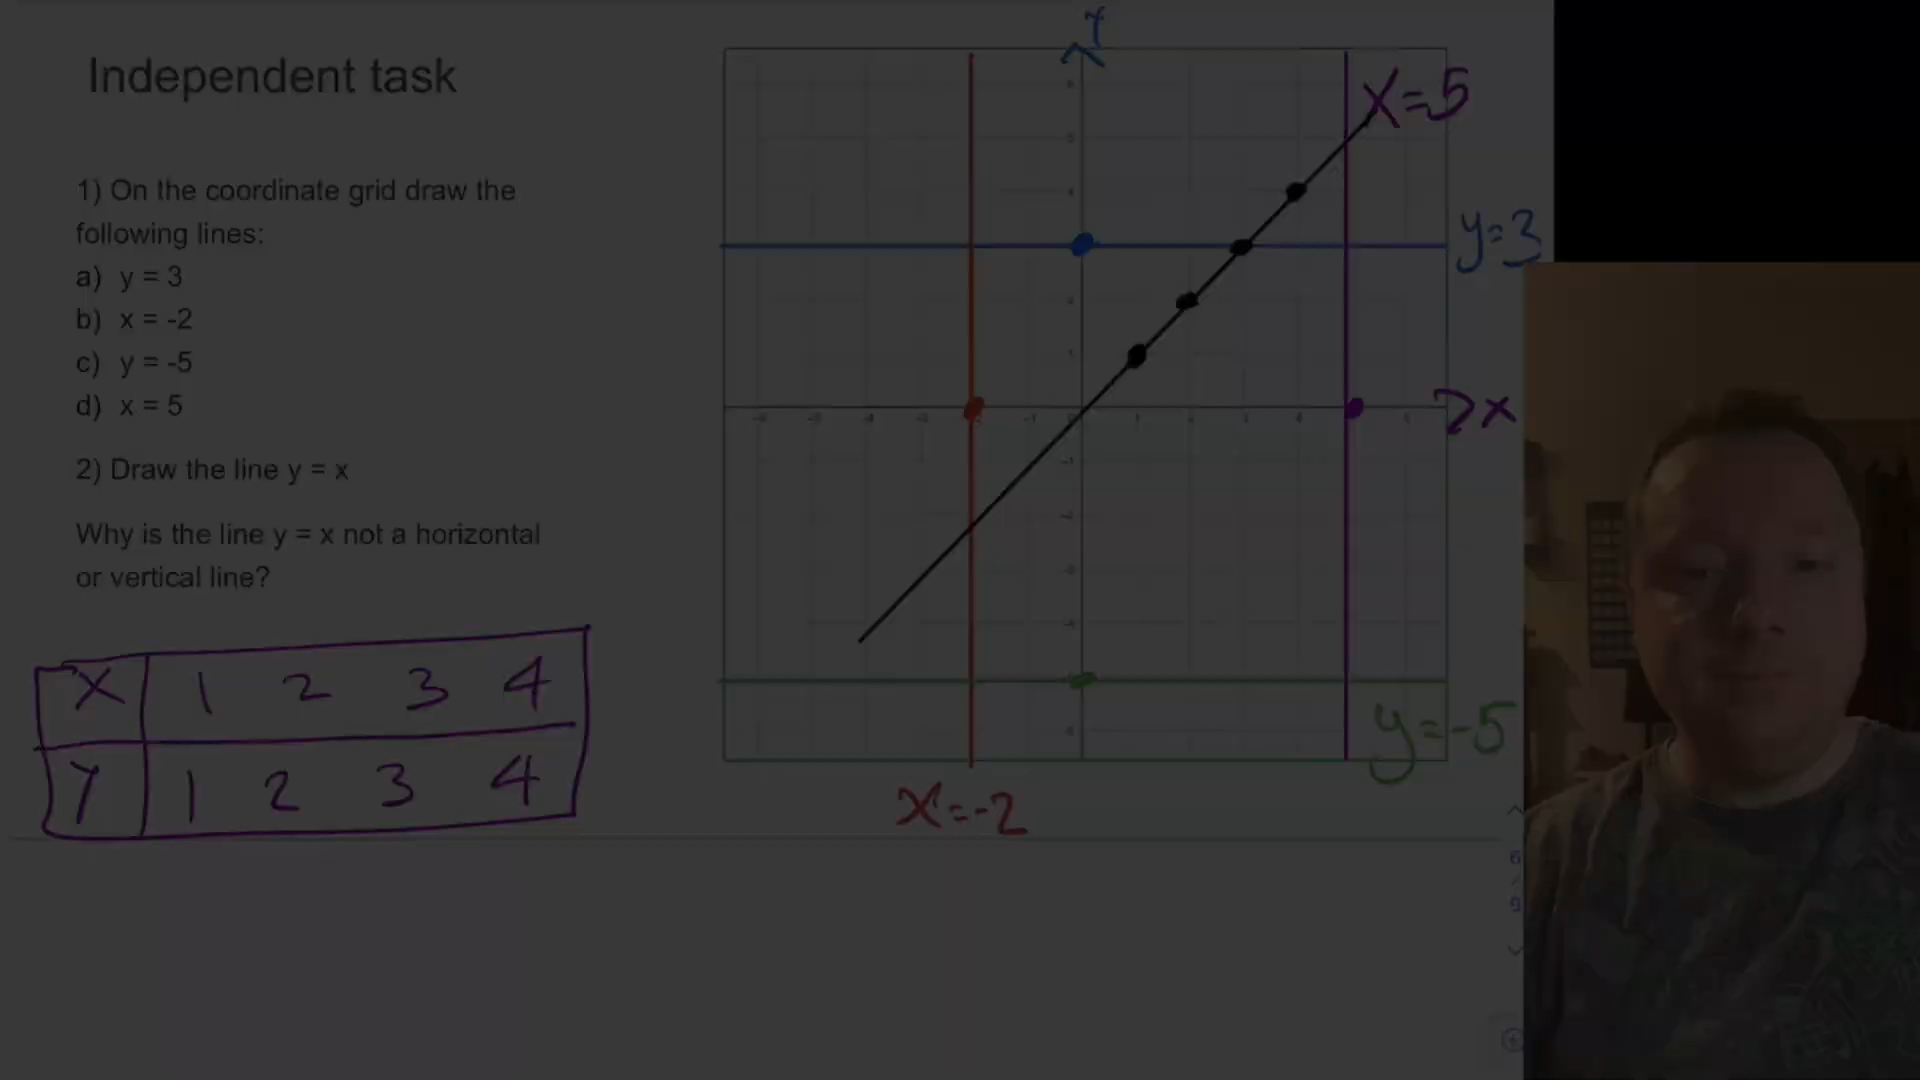 Independent task
1) On the coordinate grid draw the
following lines:
a) y = 3
b) x = -2
c) y = -5
d) x = 5
2) Draw the line y = x
Why is the line y = x not a horizontal
or vertical line?
X 1 2 3 4
Y 1 2 3 4
Y
X=5
y=3
x
y=-5
x=-2